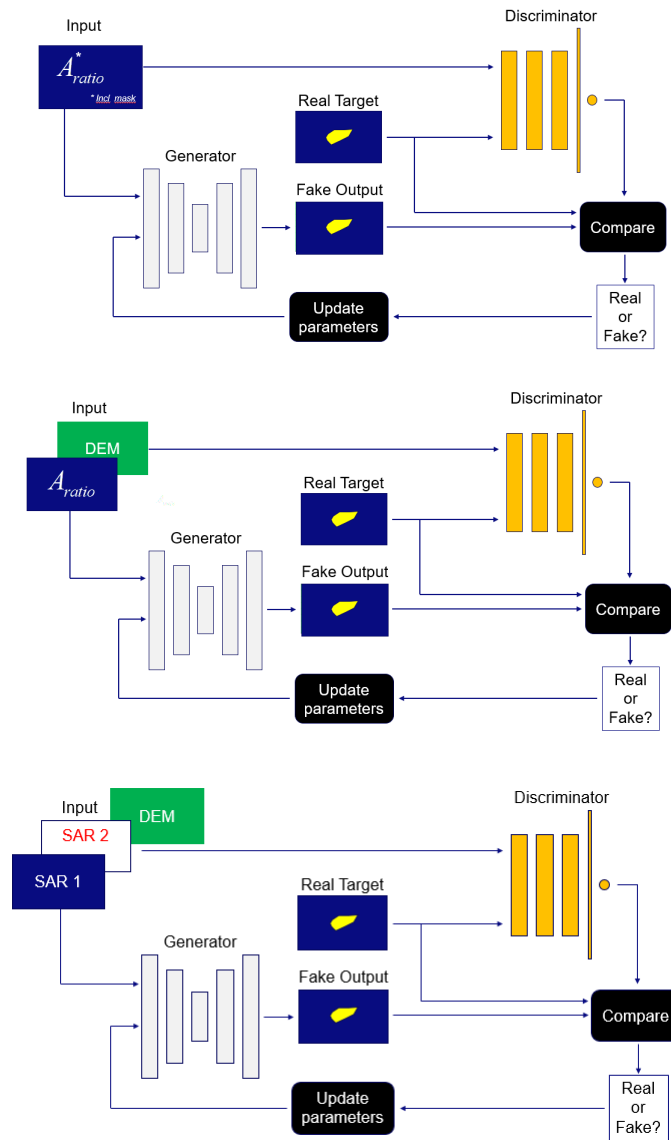 Input
Discriminator
A*ratio
* Incl mask
Real Target
Generator
Fake Output
Compare
Update
parameters
Real
or
Fake?
Input
Discriminator
DEM
Aratio
Real Target
Generator
Fake Output
Compare
Update
parameters
Real
or
Fake?
Input
Discriminator
DEM
SAR 2
SAR 1
Real Target
Generator
Fake Output
Compare
Update
parameters
Real
or
Fake?